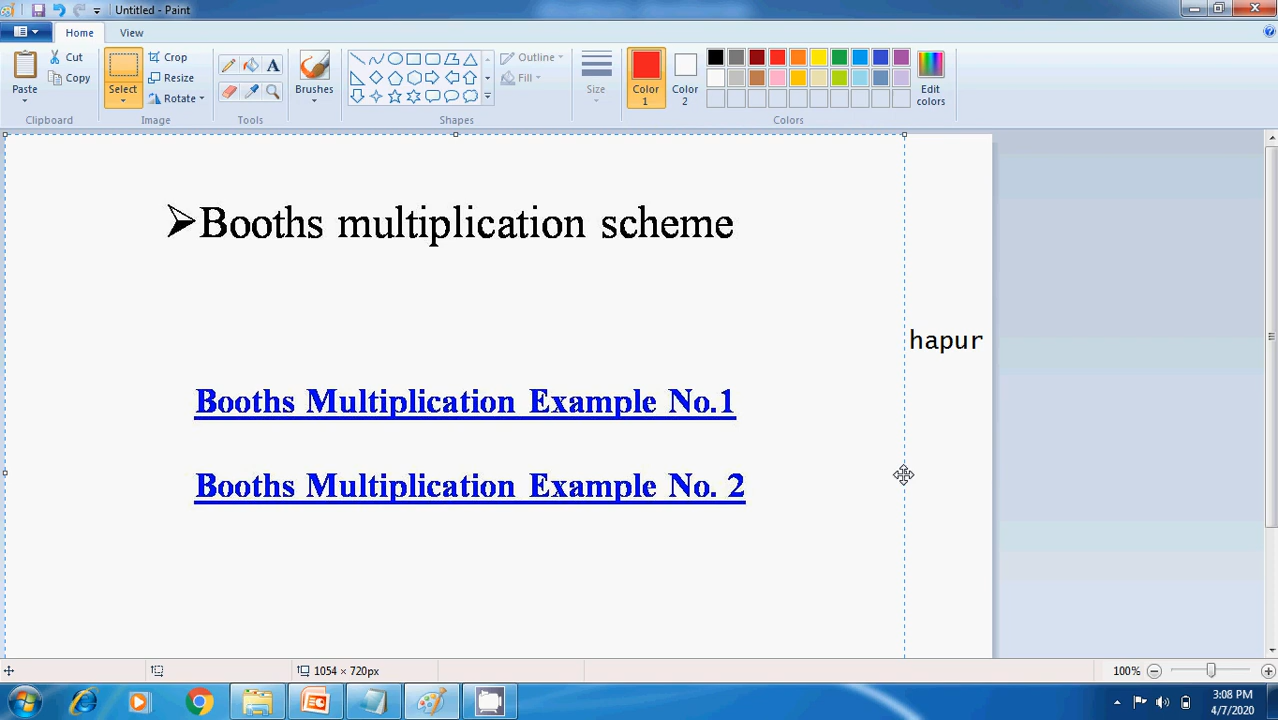 Untitled - Paint
Home
View
Paste
Cut
Copy
Clipboard
Select
Crop
Resize
Rotate
Image
A
Tools
Brushes
Outline
Fill
Shapes
Size
Color 1
Color 2
Edit colors
Colors
Booths multiplication scheme
hapur
Booths Multiplication Example No.1
Booths Multiplication Example No. 2
1054 × 720px
100%
3:08 PM
4/7/2020